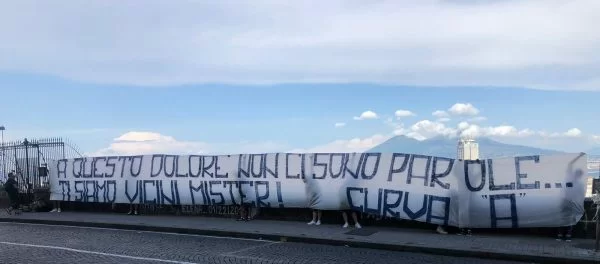 A QUESTO DOLORE NON CI SONO PAROLE...
TI SIAMO VICINI MISTER! CURVA "A"